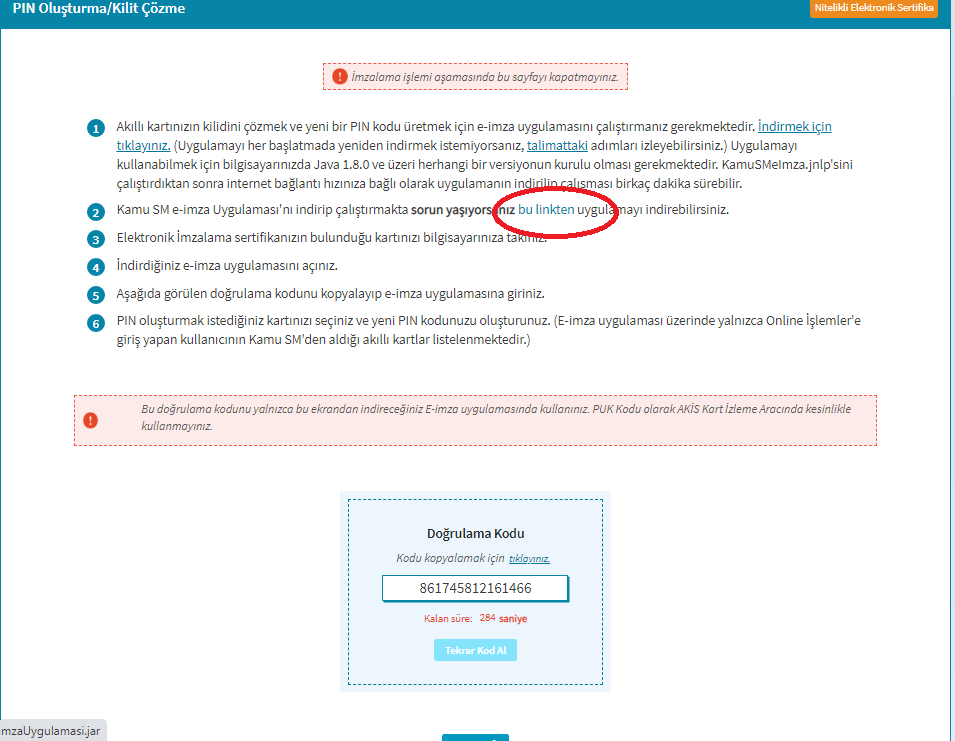 PIN Oluşturma/Kilit Çözme
Nitelikli Elektronik Sertifika
! İmzalama işlemi aşamasında bu sayfayı kapatmayınız.
1 Akıllı kartınızın kilidini çözmek ve yeni bir PIN kodu üretmek için e-imza uygulamasını çalıştırmanız gerekmektedir. İndirmek için
tıklayınız. (Uygulamayı her başlatmada yeniden indirmek istemiyorsanız, talimattaki adımları izleyebilirsiniz.) Uygulamayı
kullanabilmek için bilgisayarınızda Java 1.8.0 ve üzeri herhangi bir versiyonun kurulu olması gerekmektedir. KamuSMeImza.jnlp'sini
çalıştırdıktan sonra internet bağlantı hızınıza bağlı olarak uygulamanın indirilip çalışması birkaç dakika sürebilir.
2 Kamu SM e-imza Uygulaması'nı indirip çalıştırmakta sorun yaşıyorsanız bu linkten uygulamayı indirebilirsiniz.
3 Elektronik İmzalama sertifikanızın bulunduğu kartınızı bilgisayarınıza takınız.
4 İndirdiğiniz e-imza uygulamasını açınız.
5 Aşağıda görülen doğrulama kodunu kopyalayıp e-imza uygulamasına giriniz.
6 PIN oluşturmak istediğiniz kartınızı seçiniz ve yeni PIN kodunuzu oluşturunuz. (E-imza uygulaması üzerinde yalnızca Online İşlemler'e
giriş yapan kullanıcının Kamu SM'den aldığı akıllı kartlar listelenmektedir.)
! Bu doğrulama kodunu yalnızca bu ekrandan indireceğiniz E-imza uygulamasında kullanınız. PUK Kodu olarak AKİS Kart İzleme Aracında kesinlikle
kullanmayınız.
Doğrulama Kodu
Kodu kopyalamak için tıklayınız.
861745812161466
Kalan süre: 284 saniye
Tekrar Kod Al
mzaUygulamasi.jar